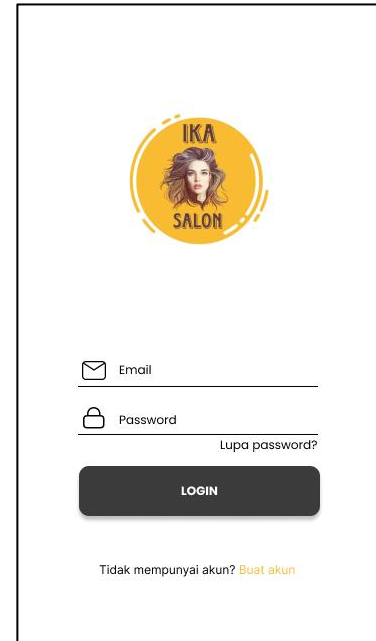 IKA
SALON
Email
Password
Lupa password?
LOGIN
Tidak mempunyai akun? Buat akun